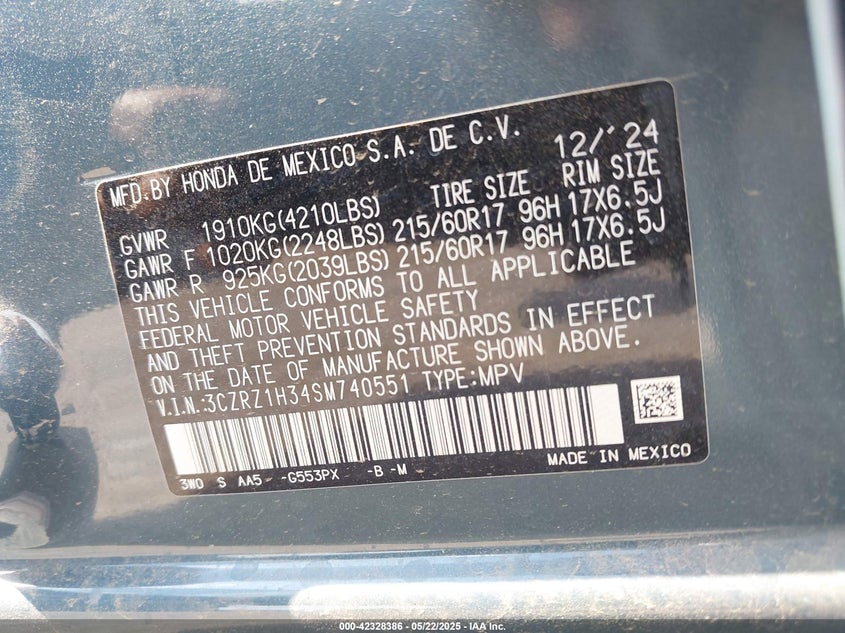 MFD.BY HONDA DE MEXICO S.A. DE C.V. 12/'24
TIRE SIZE RIM SIZE
GVWR 1910KG(4210LBS)
GAWR F 1020KG(2248LBS) 215/60R17 96H 17X6.5J
GAWR R 925KG(2039LBS) 215/60R17 96H 17X6.5J
THIS VEHICLE CONFORMS TO ALL APPLICABLE
FEDERAL MOTOR VEHICLE SAFETY
AND THEFT PREVENTION STANDARDS IN EFFECT
ON THE DATE OF MANUFACTURE SHOWN ABOVE.
V.I.N.:3CZRZ1H34SM740551 TYPE:MPV
3W0 S AA5 -G553PX -B -M MADE IN MEXICO
000-42328386 - 05/22/2025 - IAA Inc.